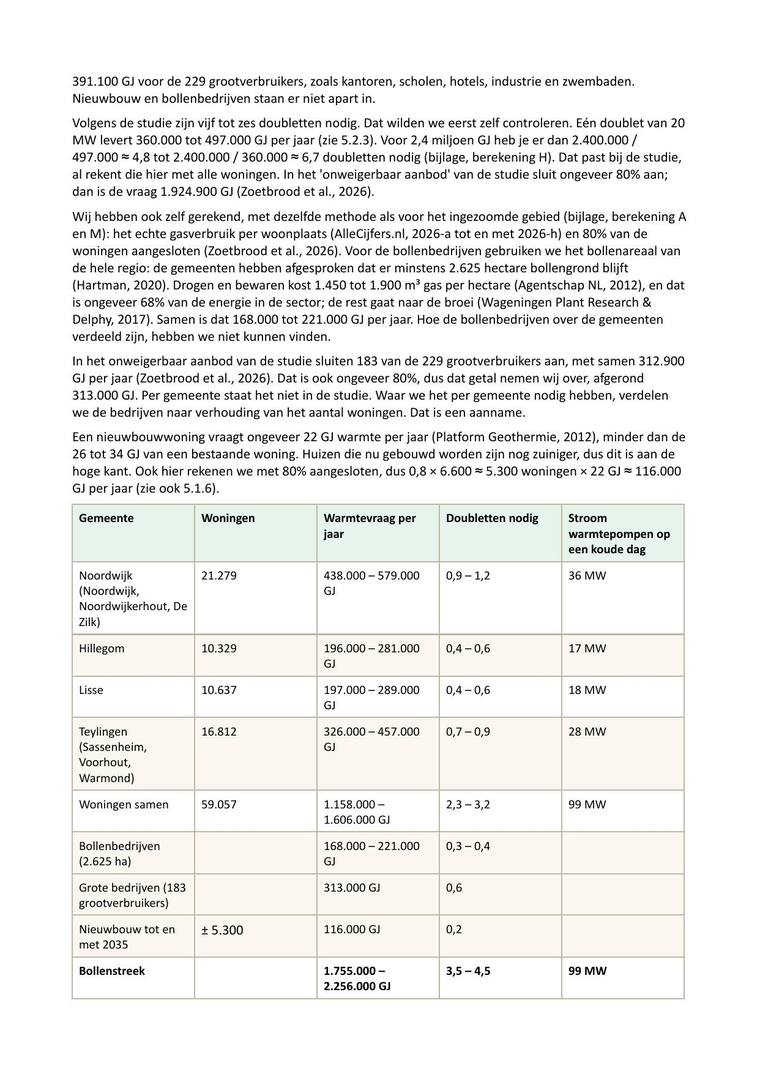 391.100 GJ voor de 229 grootverbruikers, zoals kantoren, scholen, hotels, industrie en zwembaden.
Nieuwbouw en bollenbedrijven staan er niet apart in.
Volgens de studie zijn vijf tot zes doubletten nodig. Dat wilden we eerst zelf controleren. Eén doublet van 20
MW levert 360.000 tot 497.000 GJ per jaar (zie 5.2.3). Voor 2,4 miljoen GJ heb je er dan 2.400.000 /
497.000 ≈ 4,8 tot 2.400.000 / 360.000 ≈ 6,7 doubletten nodig (bijlage, berekening H). Dat past bij de studie,
al rekent die hier met alle woningen. In het 'onweigerbaar aanbod' van de studie sluit ongeveer 80% aan;
dan is de vraag 1.924.900 GJ (Zoetbrood et al., 2026).
Wij hebben ook zelf gerekend, met dezelfde methode als voor het ingezoomde gebied (bijlage, berekening A
en M): het echte gasverbruik per woonplaats (AlleCijfers.nl, 2026-a tot en met 2026-h) en 80% van de
woningen aangesloten (Zoetbrood et al., 2026). Voor de bollenbedrijven gebruiken we het bollenareaal van
de hele regio: de gemeenten hebben afgesproken dat er minstens 2.625 hectare bollengrond blijft
(Hartman, 2020). Drogen en bewaren kost 1.450 tot 1.900 m³ gas per hectare (Agentschap NL, 2012), en dat
is ongeveer 68% van de energie in de sector; de rest gaat naar de broei (Wageningen Plant Research &
Delphy, 2017). Samen is dat 168.000 tot 221.000 GJ per jaar. Hoe de bollenbedrijven over de gemeenten
verdeeld zijn, hebben we niet kunnen vinden.
In het onweigerbaar aanbod van de studie sluiten 183 van de 229 grootverbruikers aan, met samen 312.900
GJ per jaar (Zoetbrood et al., 2026). Dat is ook ongeveer 80%, dus dat getal nemen wij over, afgerond
313.000 GJ. Per gemeente staat het niet in de studie. Waar we het per gemeente nodig hebben, verdelen
we de bedrijven naar verhouding van het aantal woningen. Dat is een aanname.
Een nieuwbouwwoning vraagt ongeveer 22 GJ warmte per jaar (Platform Geothermie, 2012), minder dan de
26 tot 34 GJ van een bestaande woning. Huizen die nu gebouwd worden zijn nog zuiniger, dus dit is aan de
hoge kant. Ook hier rekenen we met 80% aangesloten, dus 0,8 × 6.600 ≈ 5.300 woningen × 22 GJ ≈ 116.000
GJ per jaar (zie ook 5.1.6).
Gemeente Woningen Warmtevraag per Doubletten nodig Stroom
jaar warmtepompen op
een koude dag
Noordwijk 21.279 438.000 – 579.000 0,9 – 1,2 36 MW
(Noordwijk, GJ
Noordwijkerhout, De
Zilk)
Hillegom 10.329 196.000 – 281.000 0,4 – 0,6 17 MW
GJ
Lisse 10.637 197.000 – 289.000 0,4 – 0,6 18 MW
GJ
Teylingen 16.812 326.000 – 457.000 0,7 – 0,9 28 MW
(Sassenheim, GJ
Voorhout,
Warmond)
Woningen samen 59.057 1.158.000 – 2,3 – 3,2 99 MW
1.606.000 GJ
Bollenbedrijven 168.000 – 221.000 0,3 – 0,4
(2.625 ha) GJ
Grote bedrijven (183 313.000 GJ 0,6
grootverbruikers)
Nieuwbouw tot en ± 5.300 116.000 GJ 0,2
met 2035
Bollenstreek 1.755.000 – 3,5 – 4,5 99 MW
2.256.000 GJ